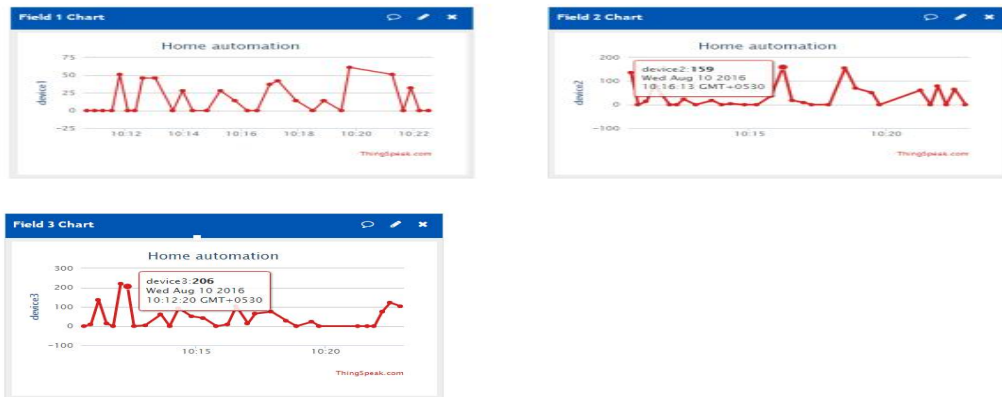 Field 1 Chart
Home automation
device1
75
50
25
0
−25
10:12
10:14
10:16
10:18
10:20
10:22
ThingSpeak.com
Field 2 Chart
Home automation
device2
200
100
0
−100
device2:159
Wed Aug 10 2016
10:16:13 GMT+0530
10:15
10:20
ThingSpeak.com
Field 3 Chart
Home automation
device3
300
200
100
0
−100
device3:206
Wed Aug 10 2016
10:12:20 GMT+0530
10:15
10:20
ThingSpeak.com